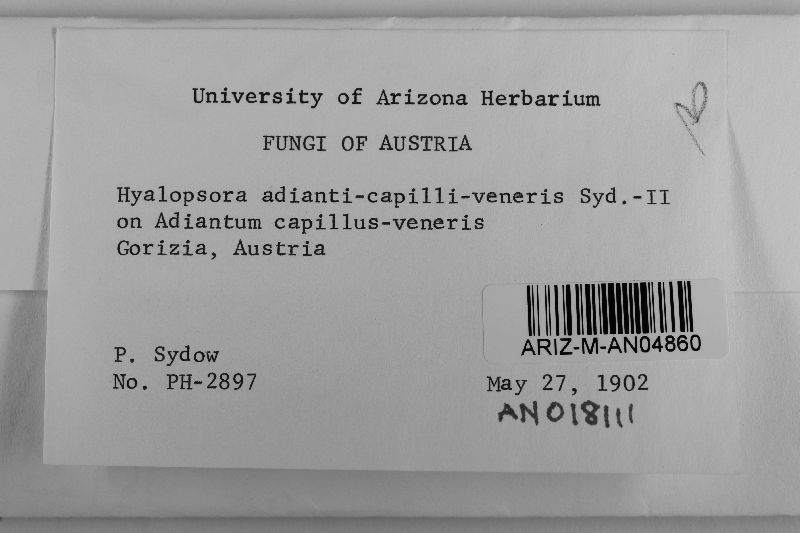 University of Arizona Herbarium
FUNGI OF AUSTRIA
Hyalopsora adianti-capilli-veneris Syd.-II
on Adiantum capillus-veneris
Gorizia, Austria
ARIZ-M-AN04860
P. Sydow
No. PH-2897
May 27, 1902
AN018111